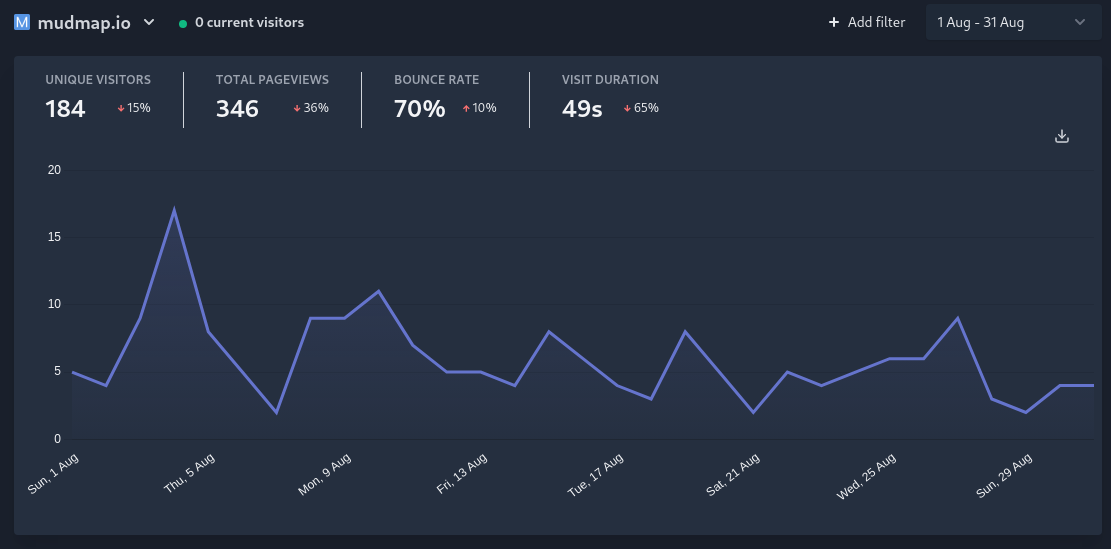 M mudmap.io 0 current visitors + Add filter 1 Aug - 31 Aug
UNIQUE VISITORS TOTAL PAGEVIEWS BOUNCE RATE VISIT DURATION
184 ↓ 15% 346 ↓ 36% 70% ↑ 10% 49s ↓ 65%
20
15
10
5
0
Sun, 1 Aug Thu, 5 Aug Mon, 9 Aug Fri, 13 Aug Tue, 17 Aug Sat, 21 Aug Wed, 25 Aug Sun, 29 Aug